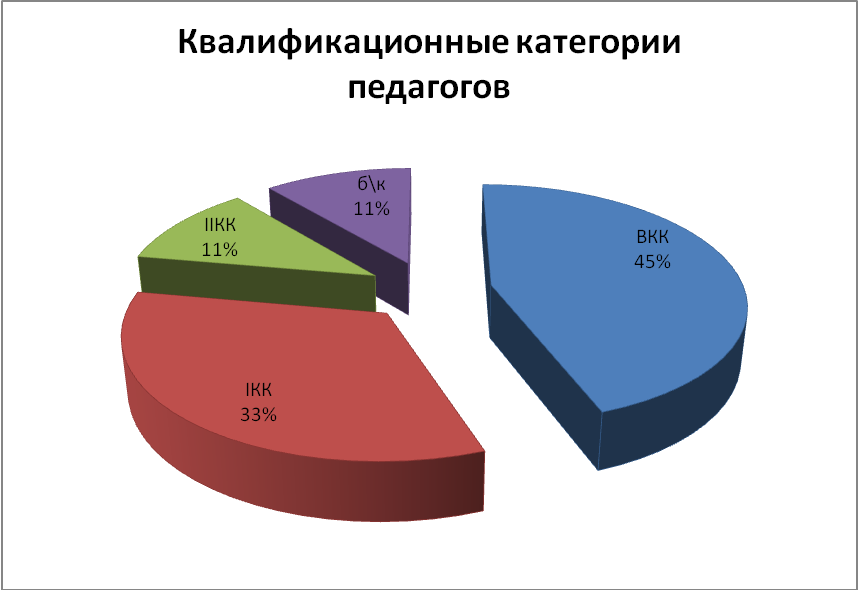 Квалификационные категории
педагогов
б\к
11%
IIКК
11%
ВКК
45%
IКК
33%